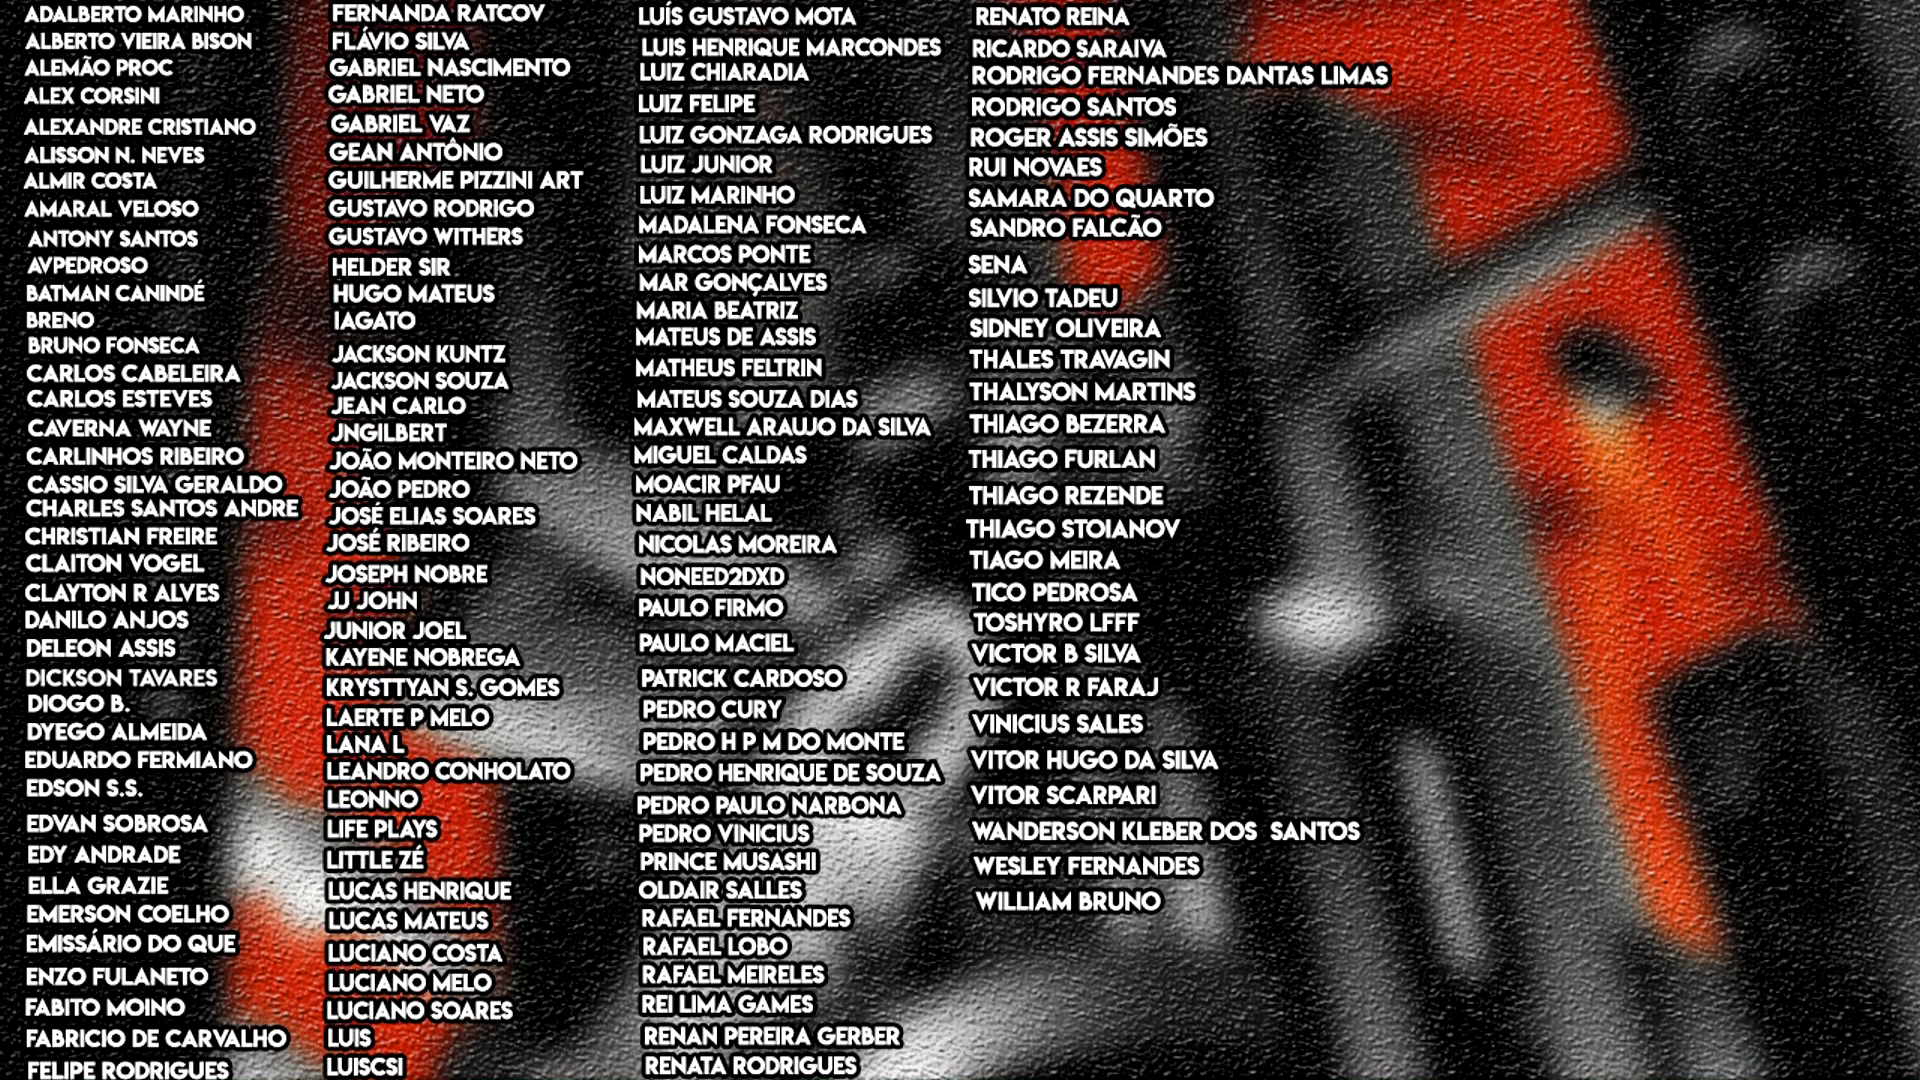 ADALBERTO MARINHO
ALBERTO VIEIRA BISON
ALEMÃO PROC
ALEX CORSINI
ALEXANDRE CRISTIANO
ALISSON N. NEVES
ALMIR COSTA
AMARAL VELOSO
ANTONY SANTOS
AVPEDROSO
BATMAN CANINDÉ
BRENO
BRUNO FONSECA
CARLOS CABELEIRA
CARLOS ESTEVES
CAVERNA WAYNE
CARLINHOS RIBEIRO
CASSIO SILVA GERALDO
CHARLES SANTOS ANDRE
CHRISTIAN FREIRE
CLAITON VOGEL
CLAYTON R ALVES
DANILO ANJOS
DELEON ASSIS
DICKSON TAVARES
DIOGO B.
DYEGO ALMEIDA
EDUARDO FERMIANO
EDSON S.S.
EDVAN SOBROSA
EDY ANDRADE
ELLA GRAZIE
EMERSON COELHO
EMISSÁRIO DO QUE
ENZO FULANETO
FABITO MOINO
FABRICIO DE CARVALHO
FELIPE RODRIGUES
FERNANDA RATCOV
FLÁVIO SILVA
GABRIEL NASCIMENTO
GABRIEL NETO
GABRIEL VAZ
GEAN ANTÔNIO
GUILHERME PIZZINI ART
GUSTAVO RODRIGO
GUSTAVO WITHERS
HELDER SIR
HUGO MATEUS
IAGATO
JACKSON KUNTZ
JACKSON SOUZA
JEAN CARLO
JNGILBERT
JOÃO MONTEIRO NETO
JOÃO PEDRO
JOSÉ ELIAS SOARES
JOSÉ RIBEIRO
JOSEPH NOBRE
JJ JOHN
JUNIOR JOEL
KAYENE NOBREGA
KRYSTTYAN S. GOMES
LAERTE P MELO
LANA L
LEANDRO CONHOLATO
LEONNO
LIFE PLAYS
LITTLE ZÉ
LUCAS HENRIQUE
LUCAS MATEUS
LUCIANO COSTA
LUCIANO MELO
LUCIANO SOARES
LUIS
LUISCSI
LUÍS GUSTAVO MOTA
LUIS HENRIQUE MARCONDES
LUIZ CHIARADIA
LUIZ FELIPE
LUIZ GONZAGA RODRIGUES
LUIZ JUNIOR
LUIZ MARINHO
MADALENA FONSECA
MARCOS PONTE
MAR GONÇALVES
MARIA BEATRIZ
MATEUS DE ASSIS
MATHEUS FELTRIN
MATEUS SOUZA DIAS
MAXWELL ARAUJO DA SILVA
MIGUEL CALDAS
MOACIR PFAU
NABIL HELAL
NICOLAS MOREIRA
NONEED2DXD
PAULO FIRMO
PAULO MACIEL
PATRICK CARDOSO
PEDRO CURY
PEDRO H P M DO MONTE
PEDRO HENRIQUE DE SOUZA
PEDRO PAULO NARBONA
PEDRO VINICIUS
PRINCE MUSASHI
OLDAIR SALLES
RAFAEL FERNANDES
RAFAEL LOBO
RAFAEL MEIRELES
REI LIMA GAMES
RENAN PEREIRA GERBER
RENATA RODRIGUES
RENATO REINA
RICARDO SARAIVA
RODRIGO FERNANDES DANTAS LIMAS
RODRIGO SANTOS
ROGER ASSIS SIMÕES
RUI NOVAES
SAMARA DO QUARTO
SANDRO FALCÃO
SENA
SILVIO TADEU
SIDNEY OLIVEIRA
THALES TRAVAGIN
THALYSON MARTINS
THIAGO BEZERRA
THIAGO FURLAN
THIAGO REZENDE
THIAGO STOIANOV
TIAGO MEIRA
TICO PEDROSA
TOSHYRO LFFF
VICTOR B SILVA
VICTOR R FARAJ
VINICIUS SALES
VITOR HUGO DA SILVA
VITOR SCARPARI
WANDERSON KLEBER DOS  SANTOS
WESLEY FERNANDES
WILLIAM BRUNO